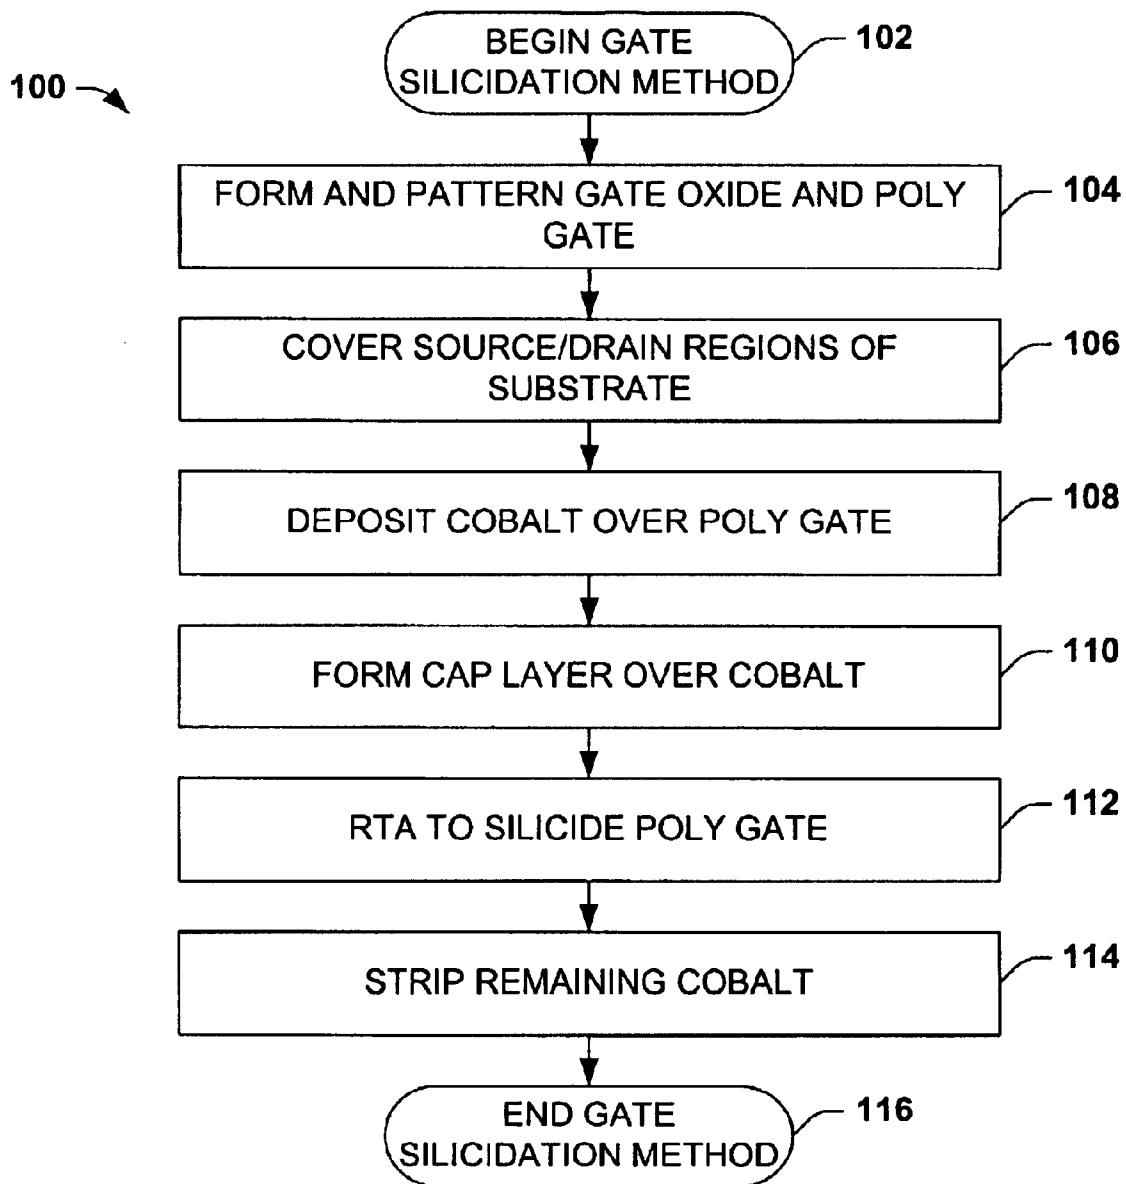 100
BEGIN GATE
SILICIDATION METHOD
102
FORM AND PATTERN GATE OXIDE AND POLY
GATE
104
COVER SOURCE/DRAIN REGIONS OF
SUBSTRATE
106
DEPOSIT COBALT OVER POLY GATE
108
FORM CAP LAYER OVER COBALT
110
RTA TO SILICIDE POLY GATE
112
STRIP REMAINING COBALT
114
END GATE
SILICIDATION METHOD
116